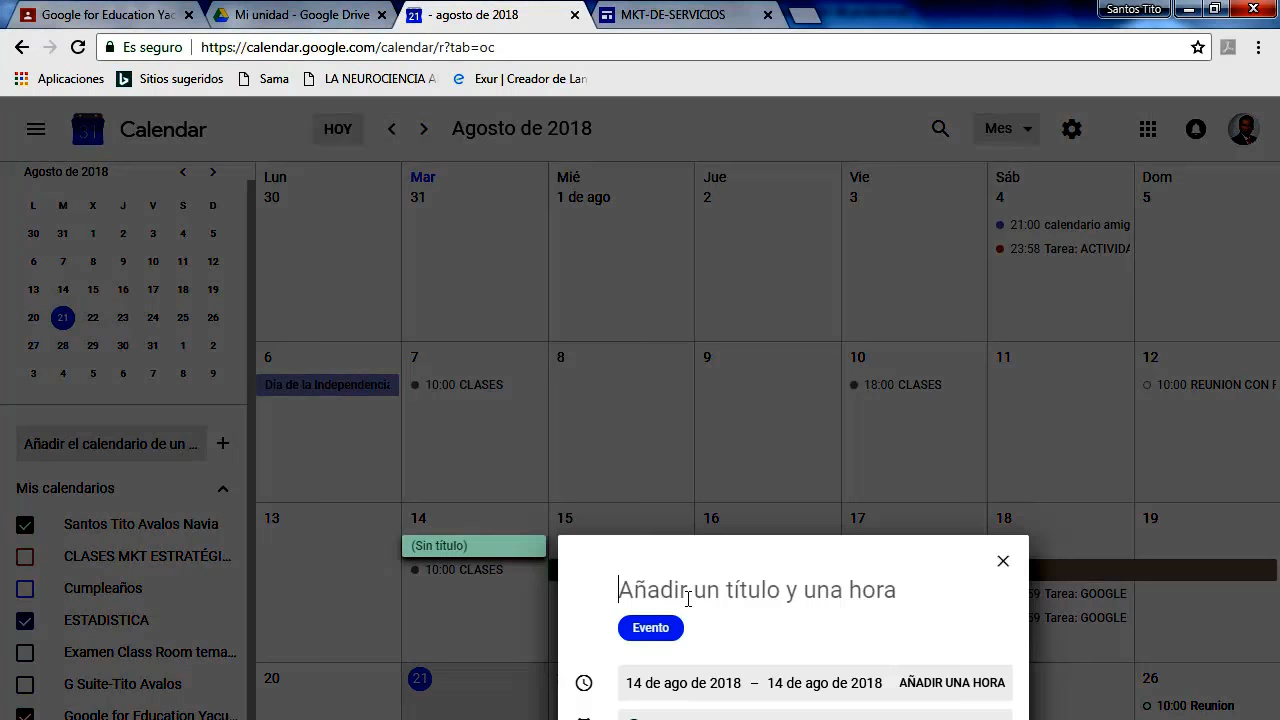 Google for Education Yac
Mi unidad - Google Drive
- agosto de 2018
MKT-DE-SERVICIOS
Santos Tito
Es seguro
https://calendar.google.com/calendar/r?tab=oc
Aplicaciones
Sitios sugeridos
Sama
LA NEUROCIENCIA A
Exur | Creador de Lan
31
Calendar
HOY
Agosto de 2018
Mes
Agosto de 2018
L M X J V S D
30 31 1 2 3 4 5
6 7 8 9 10 11 12
13 14 15 16 17 18 19
20 21 22 23 24 25 26
27 28 29 30 31 1 2
3 4 5 6 7 8 9
Añadir el calendario de un ...
Mis calendarios
Santos Tito Avalos Navia
CLASES MKT ESTRATÉGI...
Cumpleaños
ESTADISTICA
Examen Class Room tema...
G Suite-Tito Avalos
Google for Education Yacu
Lun Mar Mié Jue Vie Sáb Dom
30 31 1 de ago 2 3 4 5
21:00 calendario amig
23:58 Tarea: ACTIVIDA
6 7 8 9 10 11 12
Día de la Independencia
10:00 CLASES
18:00 CLASES
10:00 REUNION CON
13 14 15 16 17 18 19
(Sin título)
10:00 CLASES
59 Tarea: GOOGLE
59 Tarea: GOOGLE
20 21 26
10:00 Reunion
Añadir un título y una hora
Evento
14 de ago de 2018 – 14 de ago de 2018 AÑADIR UNA HORA